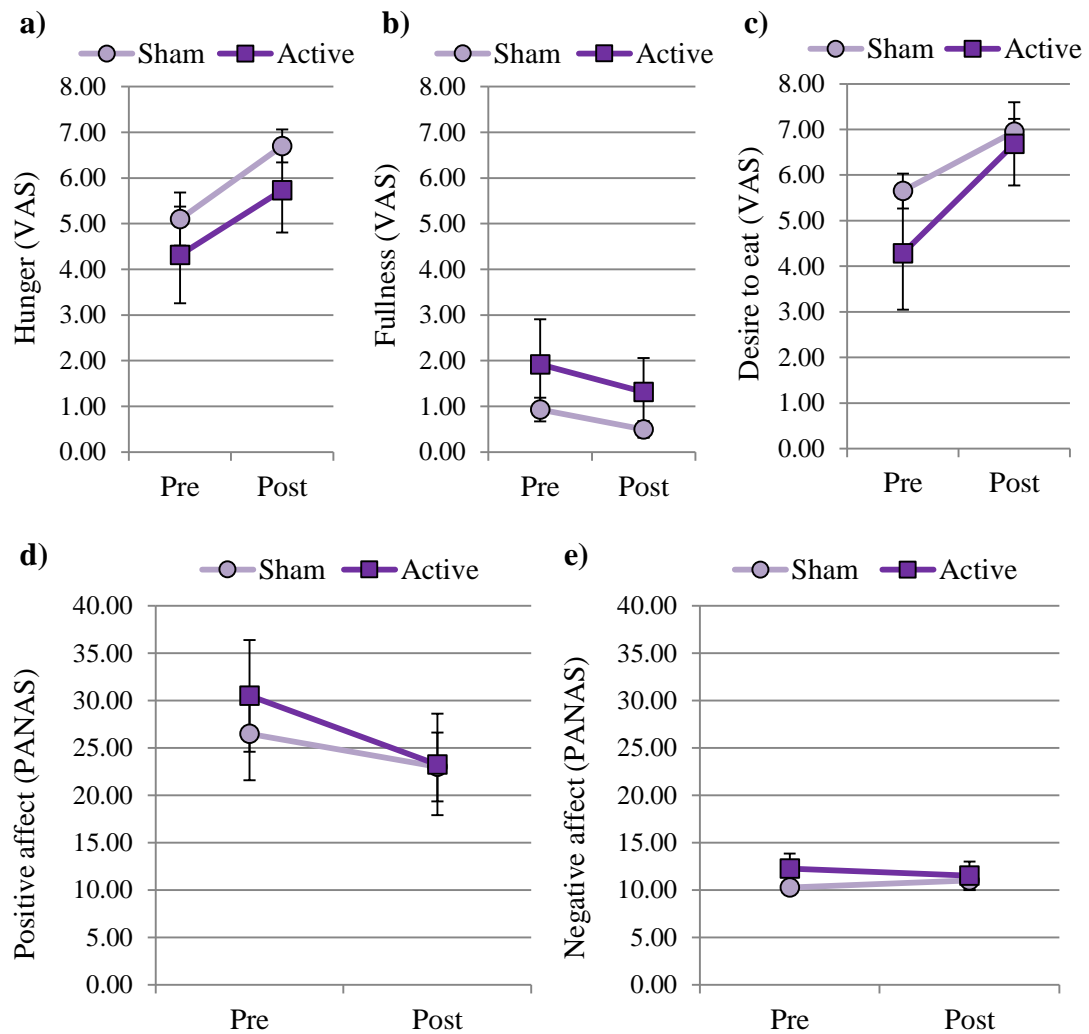 a)
Sham Active
Hunger (VAS)
8.00
7.00
6.00
5.00
4.00
3.00
2.00
1.00
0.00
Pre Post
b)
Sham Active
Fullness (VAS)
8.00
7.00
6.00
5.00
4.00
3.00
2.00
1.00
0.00
Pre Post
c)
Sham Active
Desire to eat (VAS)
8.00
7.00
6.00
5.00
4.00
3.00
2.00
1.00
0.00
Pre Post
d)
Sham Active
Positive affect (PANAS)
40.00
35.00
30.00
25.00
20.00
15.00
10.00
5.00
0.00
Pre Post
e)
Sham Active
Negative affect (PANAS)
40.00
35.00
30.00
25.00
20.00
15.00
10.00
5.00
0.00
Pre Post